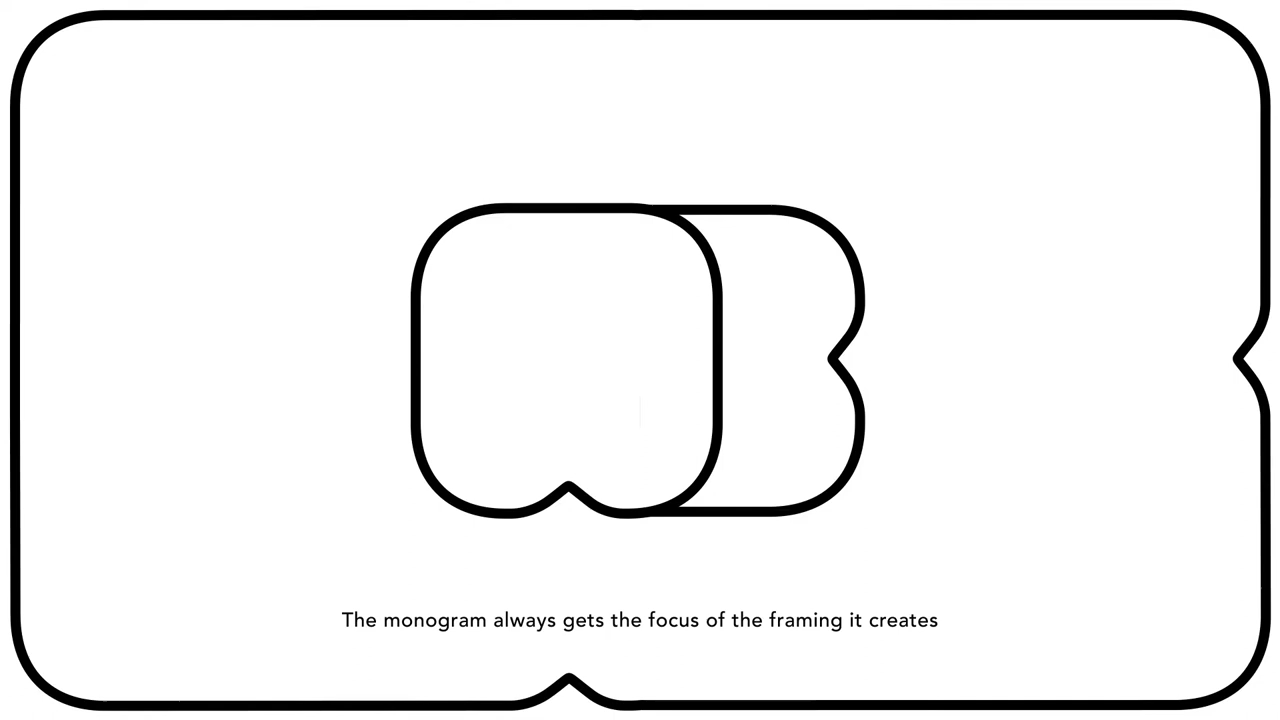 The monogram always gets the focus of the framing it creates